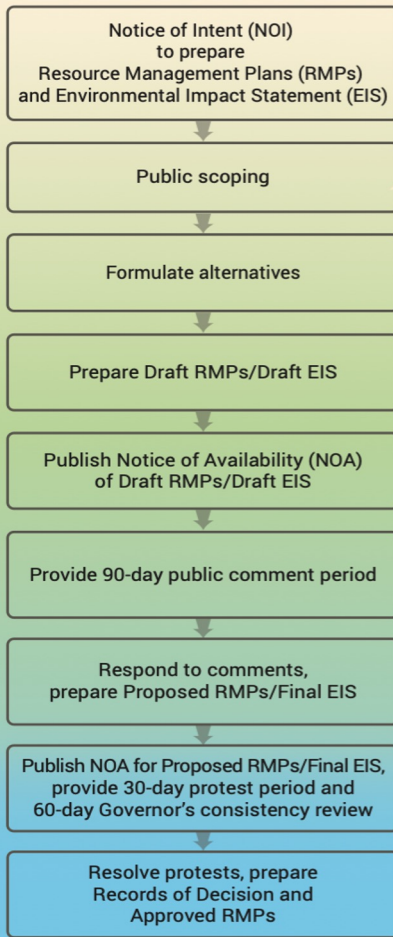 Notice of Intent (NOI)
to prepare
Resource Management Plans (RMPs)
and Environmental Impact Statement (EIS)
Public scoping
Formulate alternatives
Prepare Draft RMPs/Draft EIS
Publish Notice of Availability (NOA)
of Draft RMPs/Draft EIS
Provide 90-day public comment period
Respond to comments,
prepare Proposed RMPs/Final EIS
Publish NOA for Proposed RMPs/Final EIS,
provide 30-day protest period and
60-day Governor's consistency review
Resolve protests, prepare
Records of Decision and
Approved RMPs